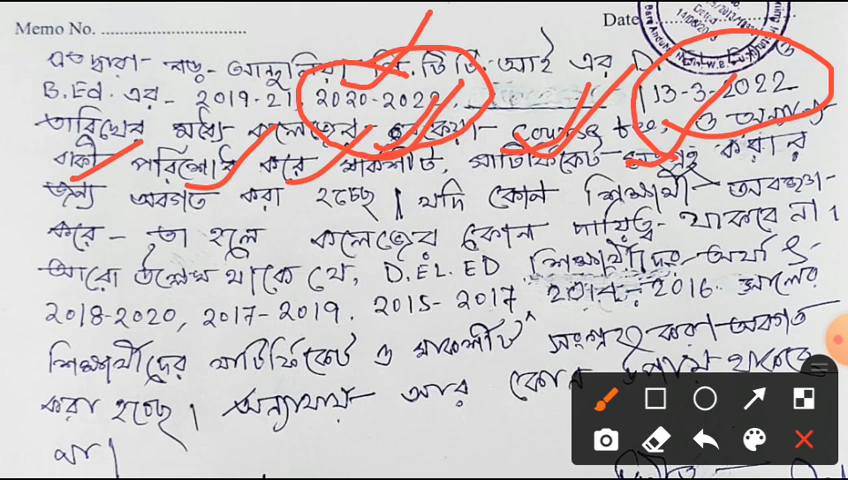 Memo No. Date
এতদ্বারা - বড় - আন্দুলিয়া পি. টি. টি. আই এর D.
B.Ed. এর - 2019-21, 2020-2022, 13-3-2022
তারিখের মধ্যে - কলেজের - course fee, ও অন্যান্য
বাকী পরিশোধ করে মার্কশীট, সার্টিফিকেট - সংগ্রহ করার
জন্য অবগত করা হচ্ছে। যদি কোন শিক্ষার্থী - অবহেলা -
করে - তা হলে কলেজের কোন দায়িত্ব - থাকবে না।
আরো উল্লেখ থাকে যে, D.EL.ED শিক্ষার্থীদের - অর্থাৎ -
2018-2020, 2017-2019. 2015-2017 2016 সালের
শিক্ষার্থীদের সার্টিফিকেট ও মার্কশীট সংগ্রহ করা - অবগত
করা হচ্ছে। অন্যথায় - আর কোন উপায় থাকবে
না।